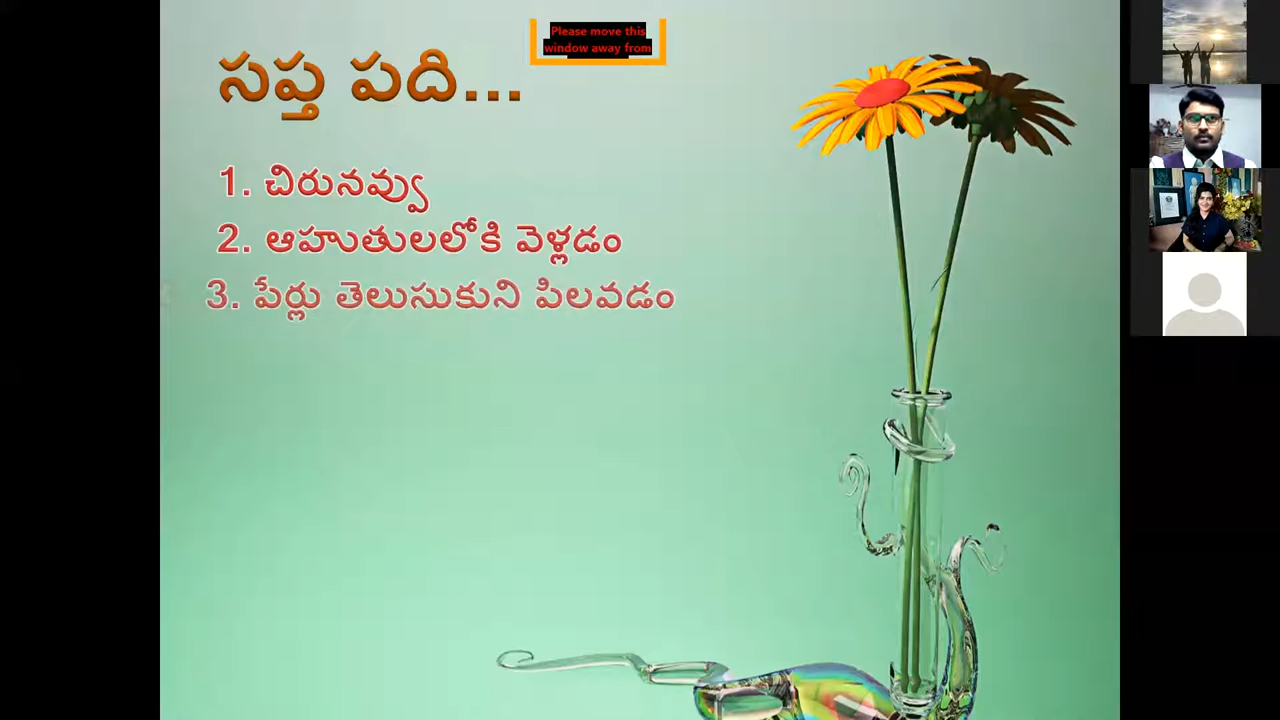 సప్త పది...
Please move this
window away from
1. చిరునవ్వు
2. ఆహుతులలోకి వెళ్లడం
3. పేర్లు తెలుసుకుని పిలవడం